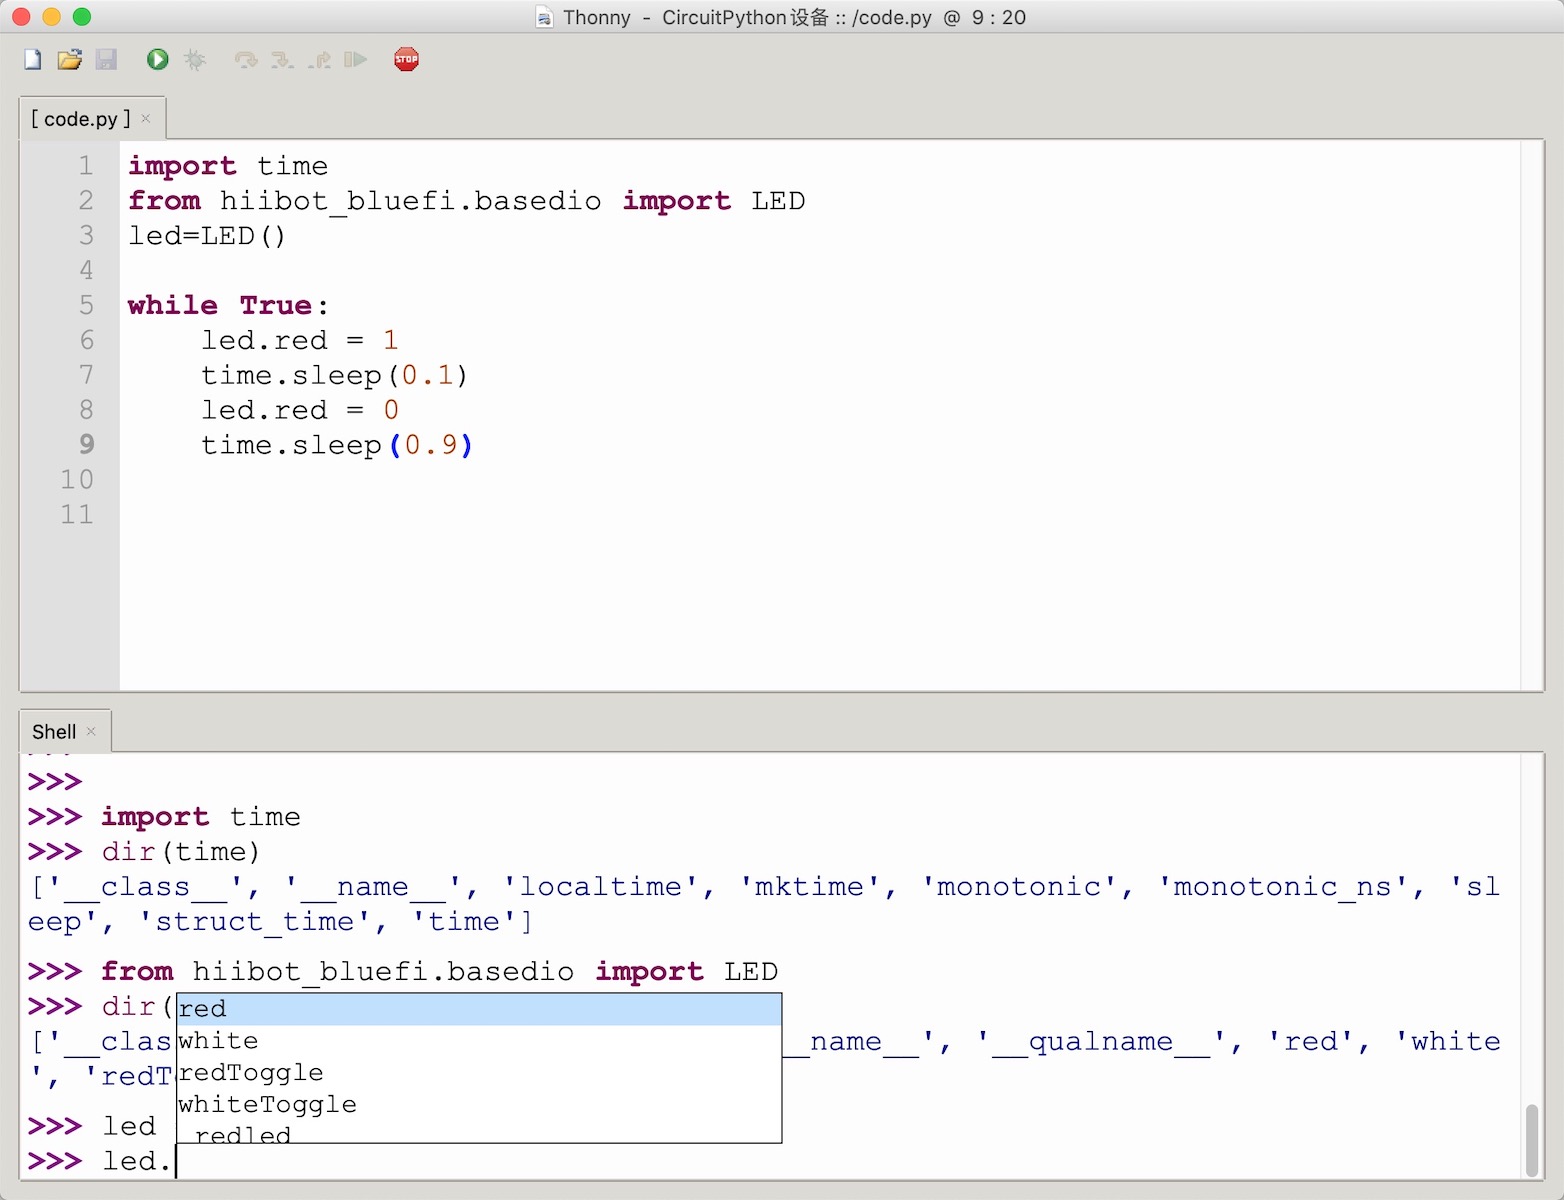 Thonny - CircuitPython设备 :: /code.py @ 9 : 20
STOP
[ code.py ] ×
1 import time
2 from hiibot_bluefi.basedio import LED
3 led=LED()
4
5 while True:
6     led.red = 1
7     time.sleep(0.1)
8     led.red = 0
9     time.sleep(0.9)
10
11
Shell ×
>>>
>>> import time
>>> dir(time)
['__class__', '__name__', 'localtime', 'mktime', 'monotonic', 'monotonic_ns', 'sl
eep', 'struct_time', 'time']
>>> from hiibot_bluefi.basedio import LED
>>> dir(
['__clas __name__', '__qualname__', 'red', 'white
', 'redT
>>> led
>>> led.
red
white
redToggle
whiteToggle
_redled